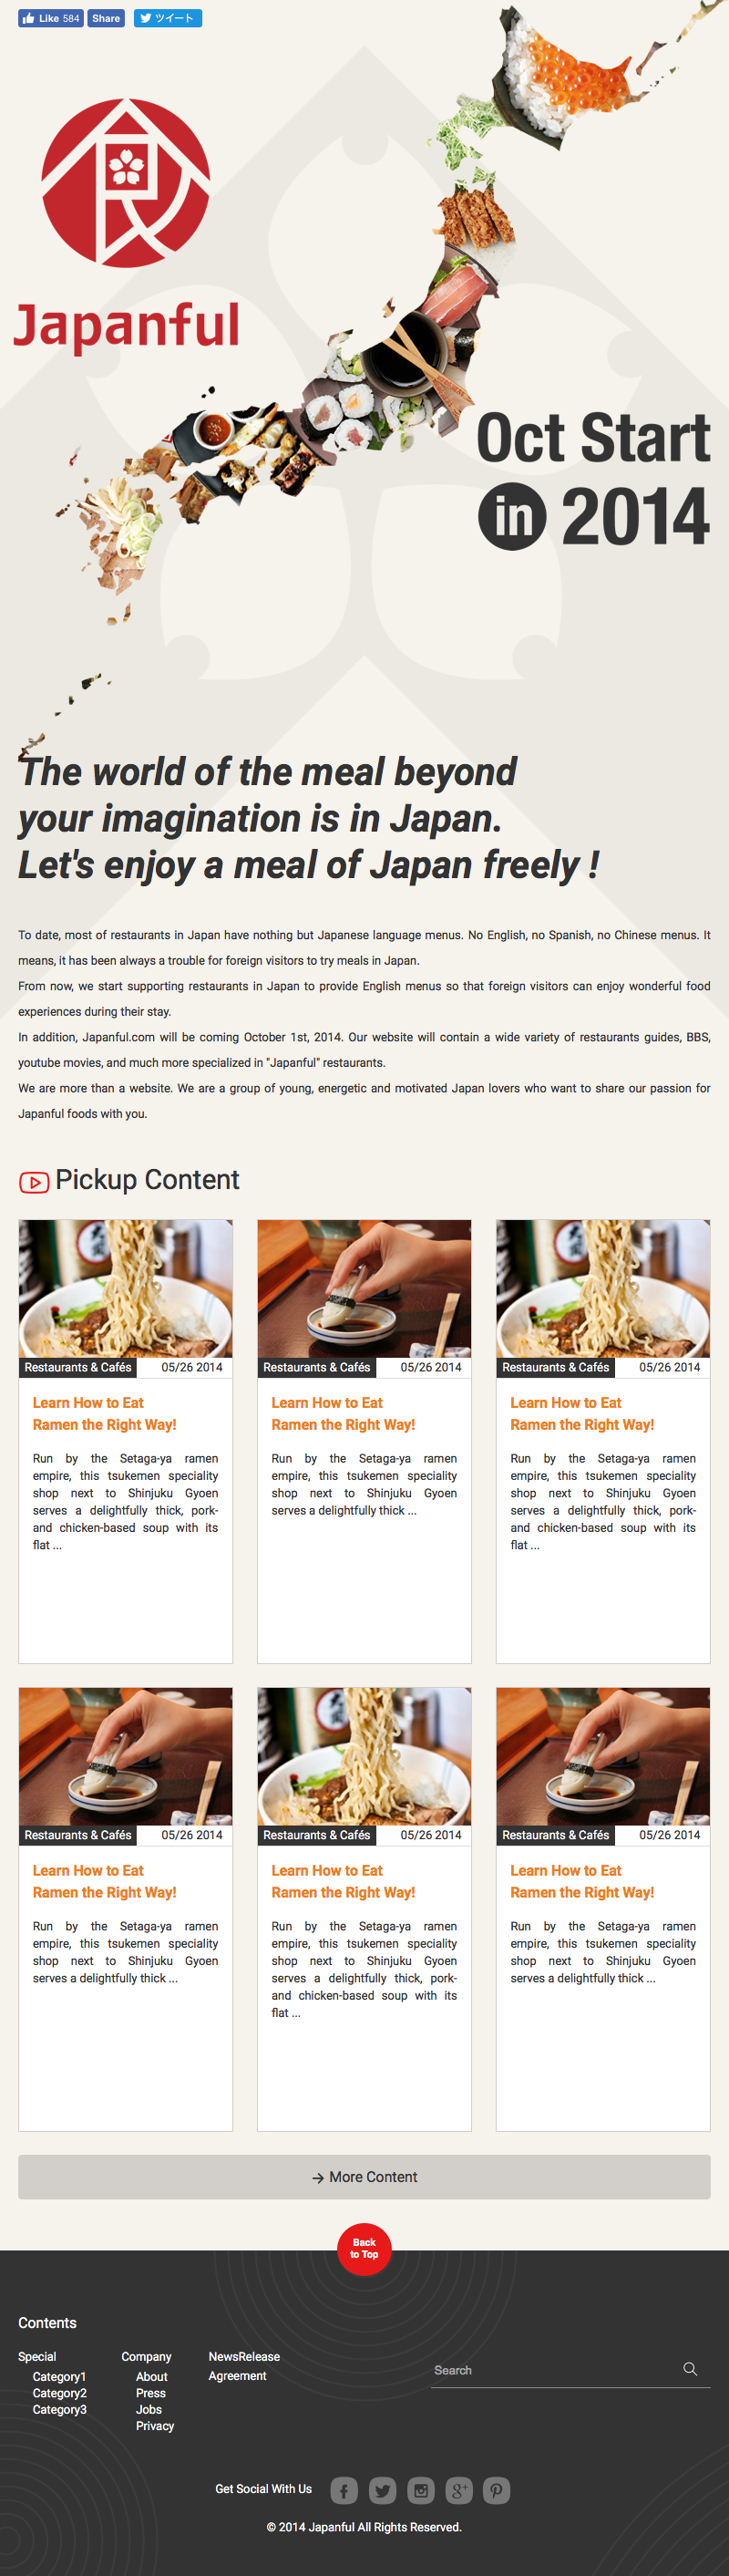 Like 584 Share ツイート
食
Japanful
Oct Start
in 2014
The world of the meal beyond
your imagination is in Japan.
Let's enjoy a meal of Japan freely !
To date, most of restaurants in Japan have nothing but Japanese language menus. No English, no Spanish, no Chinese menus. It
means, it has been always a trouble for foreign visitors to try meals in Japan.
From now, we start supporting restaurants in Japan to provide English menus so that foreign visitors can enjoy wonderful food
experiences during their stay.
In addition, Japanful.com will be coming October 1st, 2014. Our website will contain a wide variety of restaurants guides, BBS,
youtube movies, and much more specialized in "Japanful" restaurants.
We are more than a website. We are a group of young, energetic and motivated Japan lovers who want to share our passion for
Japanful foods with you.
Pickup Content
Restaurants & Cafés 05/26 2014
Learn How to Eat
Ramen the Right Way!
Run by the Setaga-ya ramen
empire, this tsukemen speciality
shop next to Shinjuku Gyoen
serves a delightfully thick, pork-
and chicken-based soup with its
flat ...
Restaurants & Cafés 05/26 2014
Learn How to Eat
Ramen the Right Way!
Run by the Setaga-ya ramen
empire, this tsukemen speciality
shop next to Shinjuku Gyoen
serves a delightfully thick ...
Restaurants & Cafés 05/26 2014
Learn How to Eat
Ramen the Right Way!
Run by the Setaga-ya ramen
empire, this tsukemen speciality
shop next to Shinjuku Gyoen
serves a delightfully thick, pork-
and chicken-based soup with its
flat ...
Restaurants & Cafés 05/26 2014
Learn How to Eat
Ramen the Right Way!
Run by the Setaga-ya ramen
empire, this tsukemen speciality
shop next to Shinjuku Gyoen
serves a delightfully thick ...
Restaurants & Cafés 05/26 2014
Learn How to Eat
Ramen the Right Way!
Run by the Setaga-ya ramen
empire, this tsukemen speciality
shop next to Shinjuku Gyoen
serves a delightfully thick, pork-
and chicken-based soup with its
flat ...
Restaurants & Cafés 05/26 2014
Learn How to Eat
Ramen the Right Way!
Run by the Setaga-ya ramen
empire, this tsukemen speciality
shop next to Shinjuku Gyoen
serves a delightfully thick ...
More Content
Back
to Top
Contents
Special
Category1
Category2
Category3
Company
About
Press
Jobs
Privacy
NewsRelease
Agreement
Search
Get Social With Us
© 2014 Japanful All Rights Reserved.